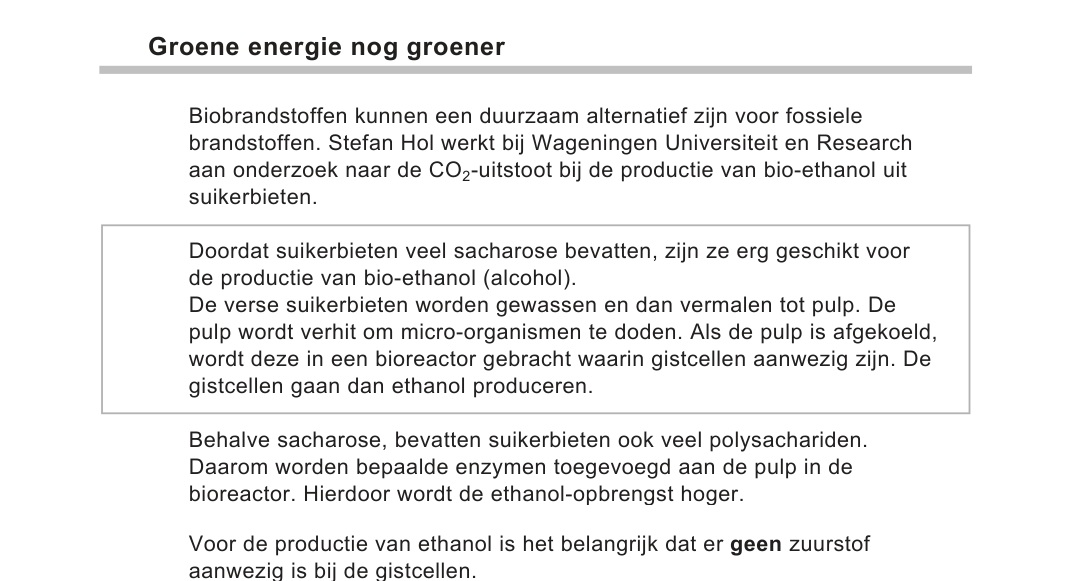 Groene energie nog groener
Biobrandstoffen kunnen een duurzaam alternatief zijn voor fossiele
brandstoffen. Stefan Hol werkt bij Wageningen Universiteit en Research
aan onderzoek naar de CO₂-uitstoot bij de productie van bio-ethanol uit
suikerbieten.
Doordat suikerbieten veel sacharose bevatten, zijn ze erg geschikt voor
de productie van bio-ethanol (alcohol).
De verse suikerbieten worden gewassen en dan vermalen tot pulp. De
pulp wordt verhit om micro-organismen te doden. Als de pulp is afgekoeld,
wordt deze in een bioreactor gebracht waarin gistcellen aanwezig zijn. De
gistcellen gaan dan ethanol produceren.
Behalve sacharose, bevatten suikerbieten ook veel polysachariden.
Daarom worden bepaalde enzymen toegevoegd aan de pulp in de
bioreactor. Hierdoor wordt de ethanol-opbrengst hoger.
Voor de productie van ethanol is het belangrijk dat er geen zuurstof
aanwezig is bij de gistcellen.